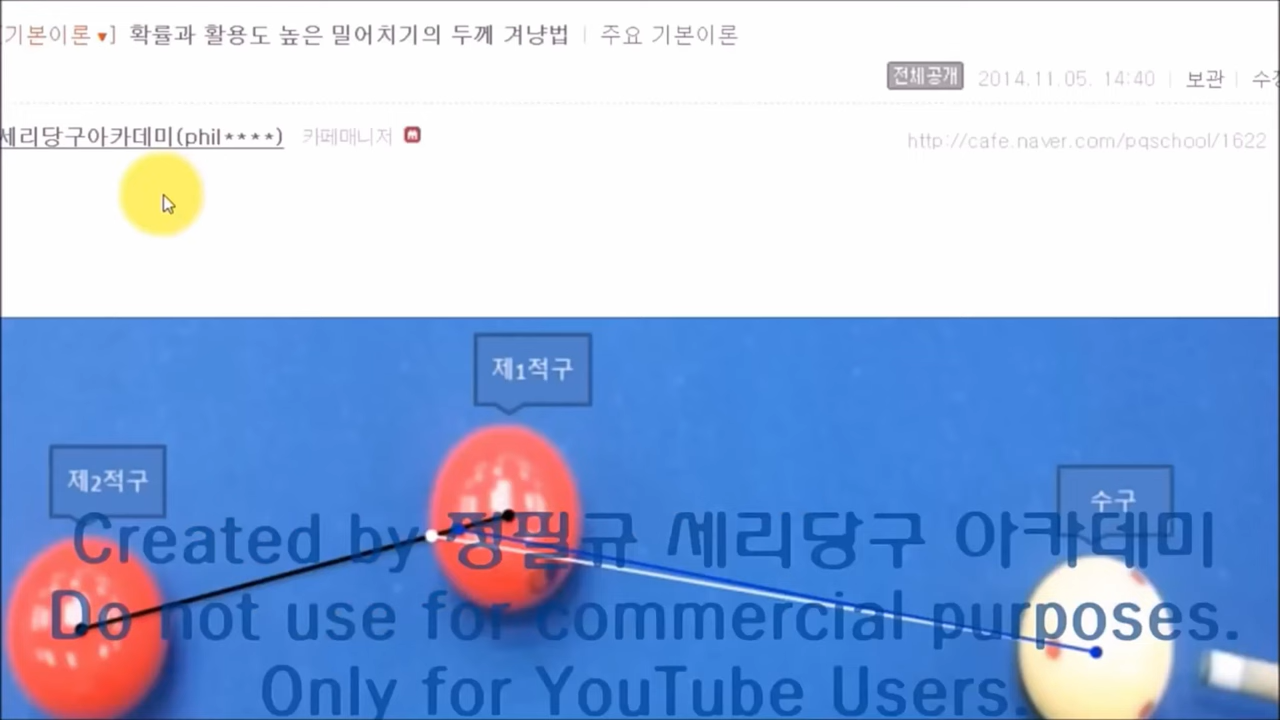 [기본이론 ▾] 확률과 활용도 높은 밀어치기의 두께 겨냥법 | 주요 기본이론
전체공개 2014.11.05. 14:40 | 보관 | 수정
세리당구아카데미(phil****) 카페매니저
http://cafe.naver.com/pqschool/1622
제1적구
제2적구
수구
Created by 정필규 세리당구 아카데미
Do not use for commercial purposes.
Only for YouTube Users.